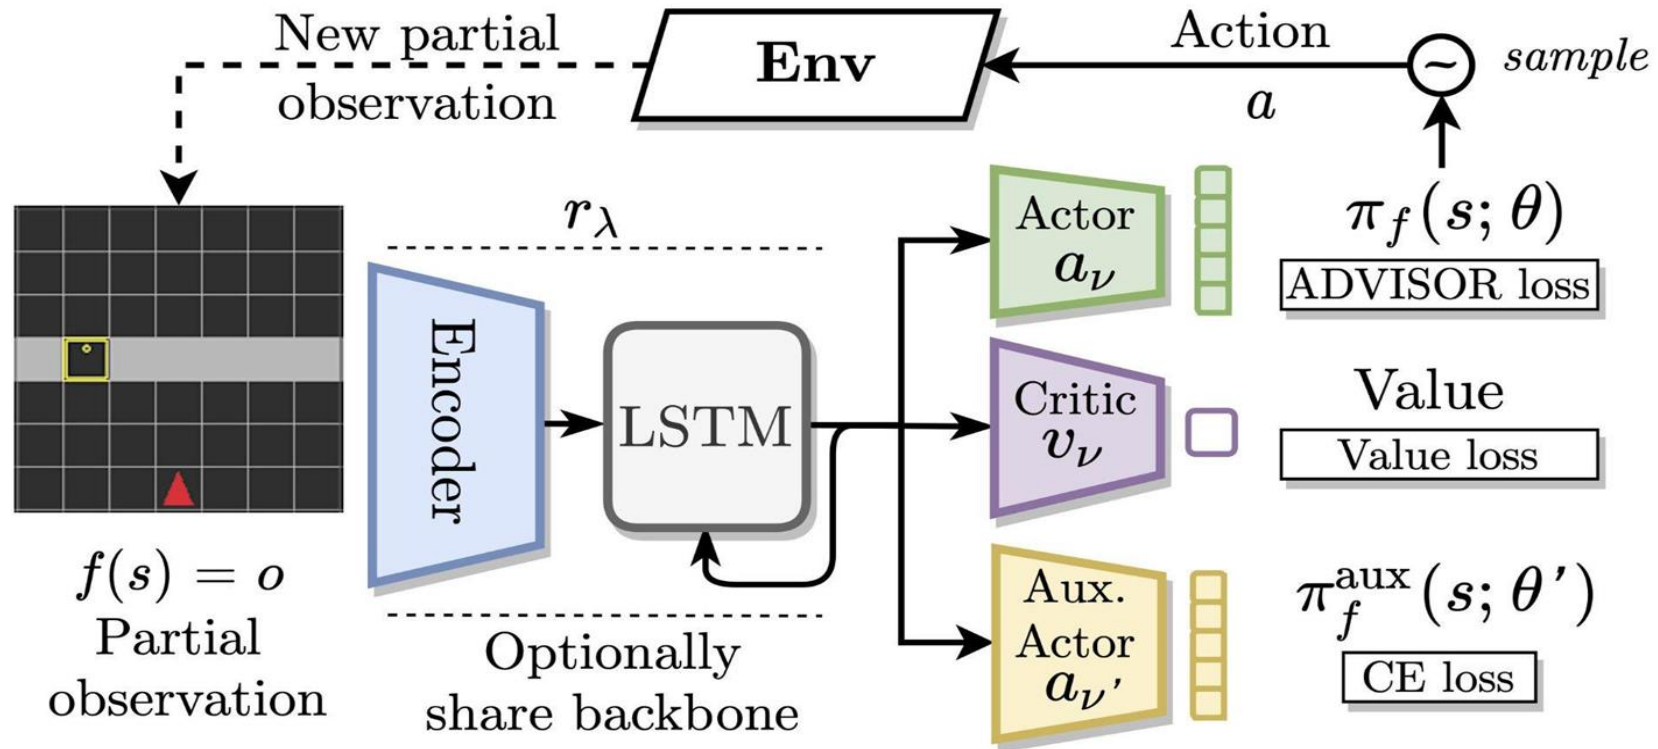 New partial
observation
Env
Action
a
~
sample
r_λ
Encoder
LSTM
Optionally
share backbone
f(s) = o
Partial
observation
Actor
a_ν
π_f(s; θ)
ADVISOR loss
Critic
v_ν
Value
Value loss
Aux.
Actor
a_ν'
π_f^aux(s; θ')
CE loss